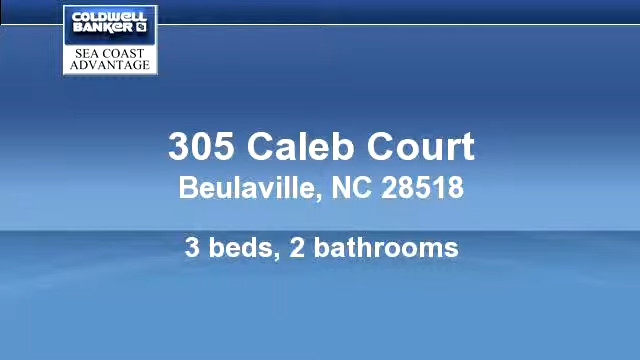 COLDWELL
BANKER
SEA COAST
ADVANTAGE
305 Caleb Court
Beulaville, NC 28518
3 beds, 2 bathrooms